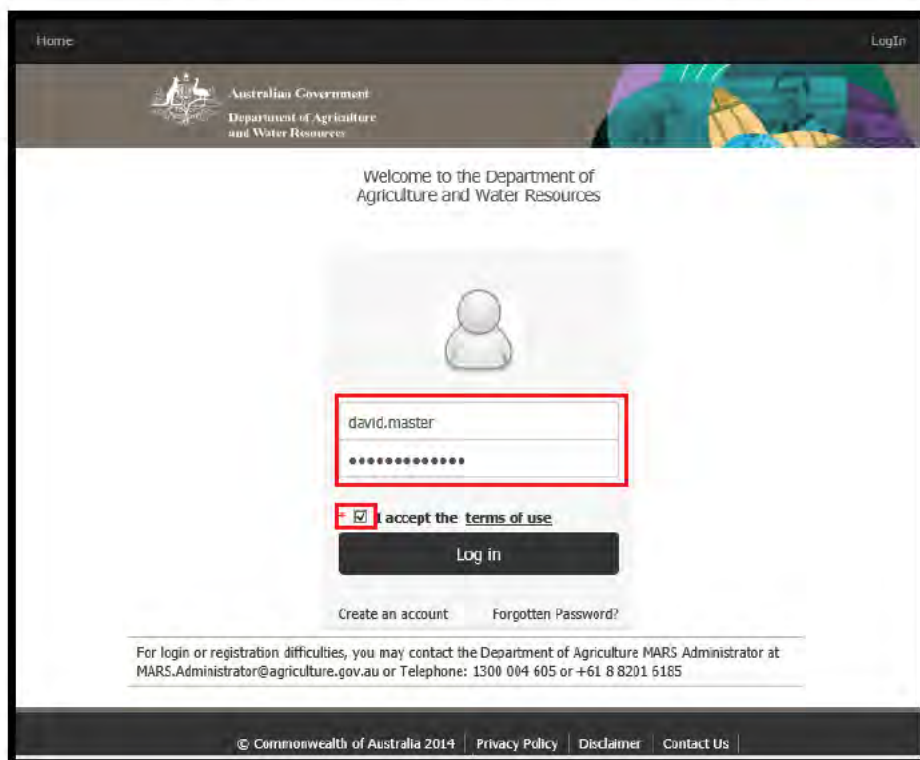 Home LogIn
Australian Government
Department of Agriculture
and Water Resources
Welcome to the Department of
Agriculture and Water Resources
david.master
•••••••••••••
* I accept the terms of use
Log in
Create an account Forgotten Password?
For login or registration difficulties, you may contact the Department of Agriculture MARS Administrator at
MARS.Administrator@agriculture.gov.au or Telephone: 1300 004 605 or +61 8 8201 6185
© Commonwealth of Australia 2014 | Privacy Policy | Disclaimer | Contact Us |